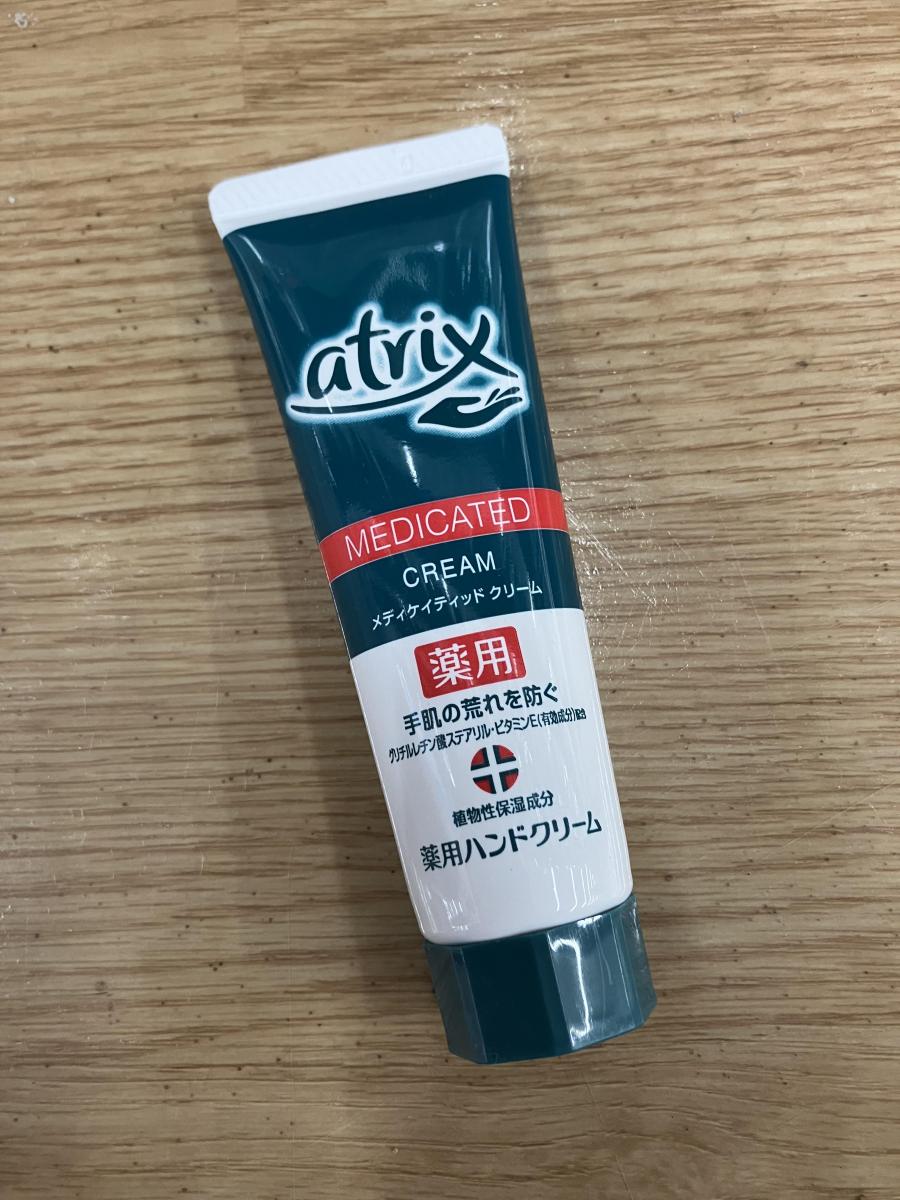 atrix
MEDICATED
CREAM
メディケイティッド クリーム
薬用
手肌の荒れを防ぐ
グリチルレチン酸ステアリル・ビタミンE(有効成分)配合
植物性保湿成分
薬用ハンドクリーム